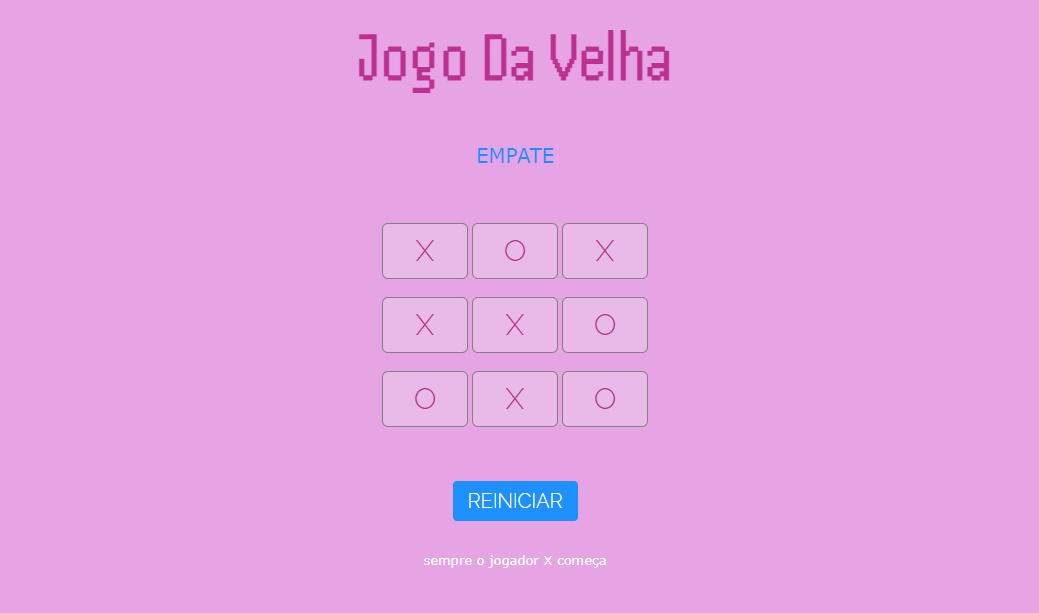 Jogo Da Velha
EMPATE
X O X
X X O
O X O
REINICIAR
sempre o jogador X começa